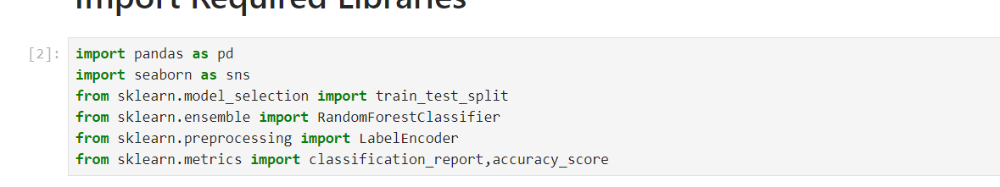 Import Required Libraries
[2]:
import pandas as pd
import seaborn as sns
from sklearn.model_selection import train_test_split
from sklearn.ensemble import RandomForestClassifier
from sklearn.preprocessing import LabelEncoder
from sklearn.metrics import classification_report,accuracy_score